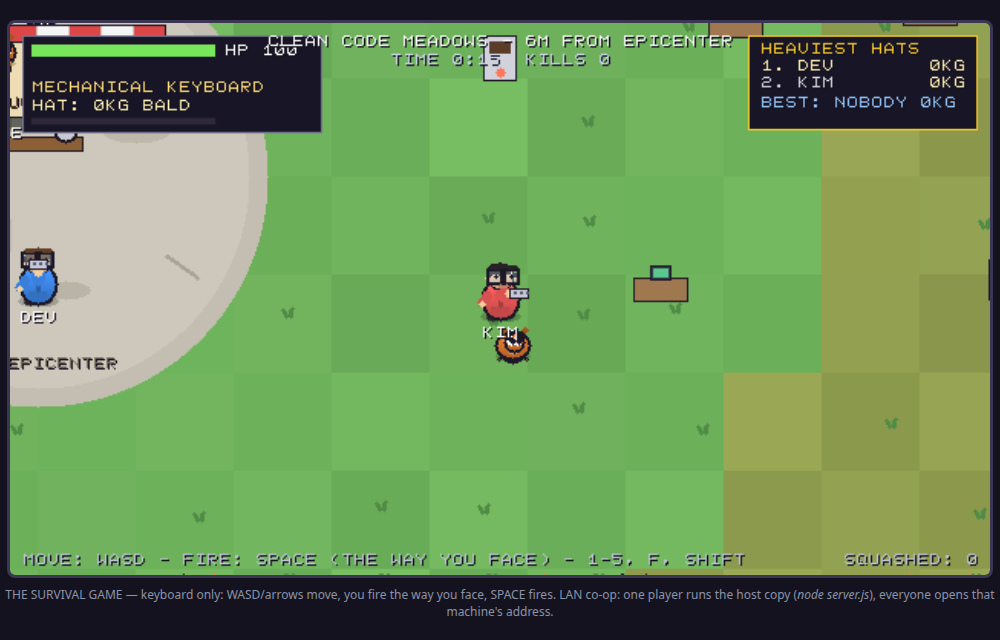 CLEAN CODE MEADOWS - 6M FROM EPICENTER
TIME 0:15 KILLS 0
HP 100
MECHANICAL KEYBOARD
HAT: 0KG BALD
HEAVIEST HATS
1. DEV 0KG
2. KIM 0KG
BEST: NOBODY 0KG
DEV
KIM
EPICENTER
MOVE: WASD - FIRE: SPACE (THE WAY YOU FACE) - 1-5, F, SHIFT
SQUASHED: 0
THE SURVIVAL GAME — keyboard only: WASD/arrows move, you fire the way you face, SPACE fires. LAN co-op: one player runs the host copy (node server.js), everyone opens that
machine's address.